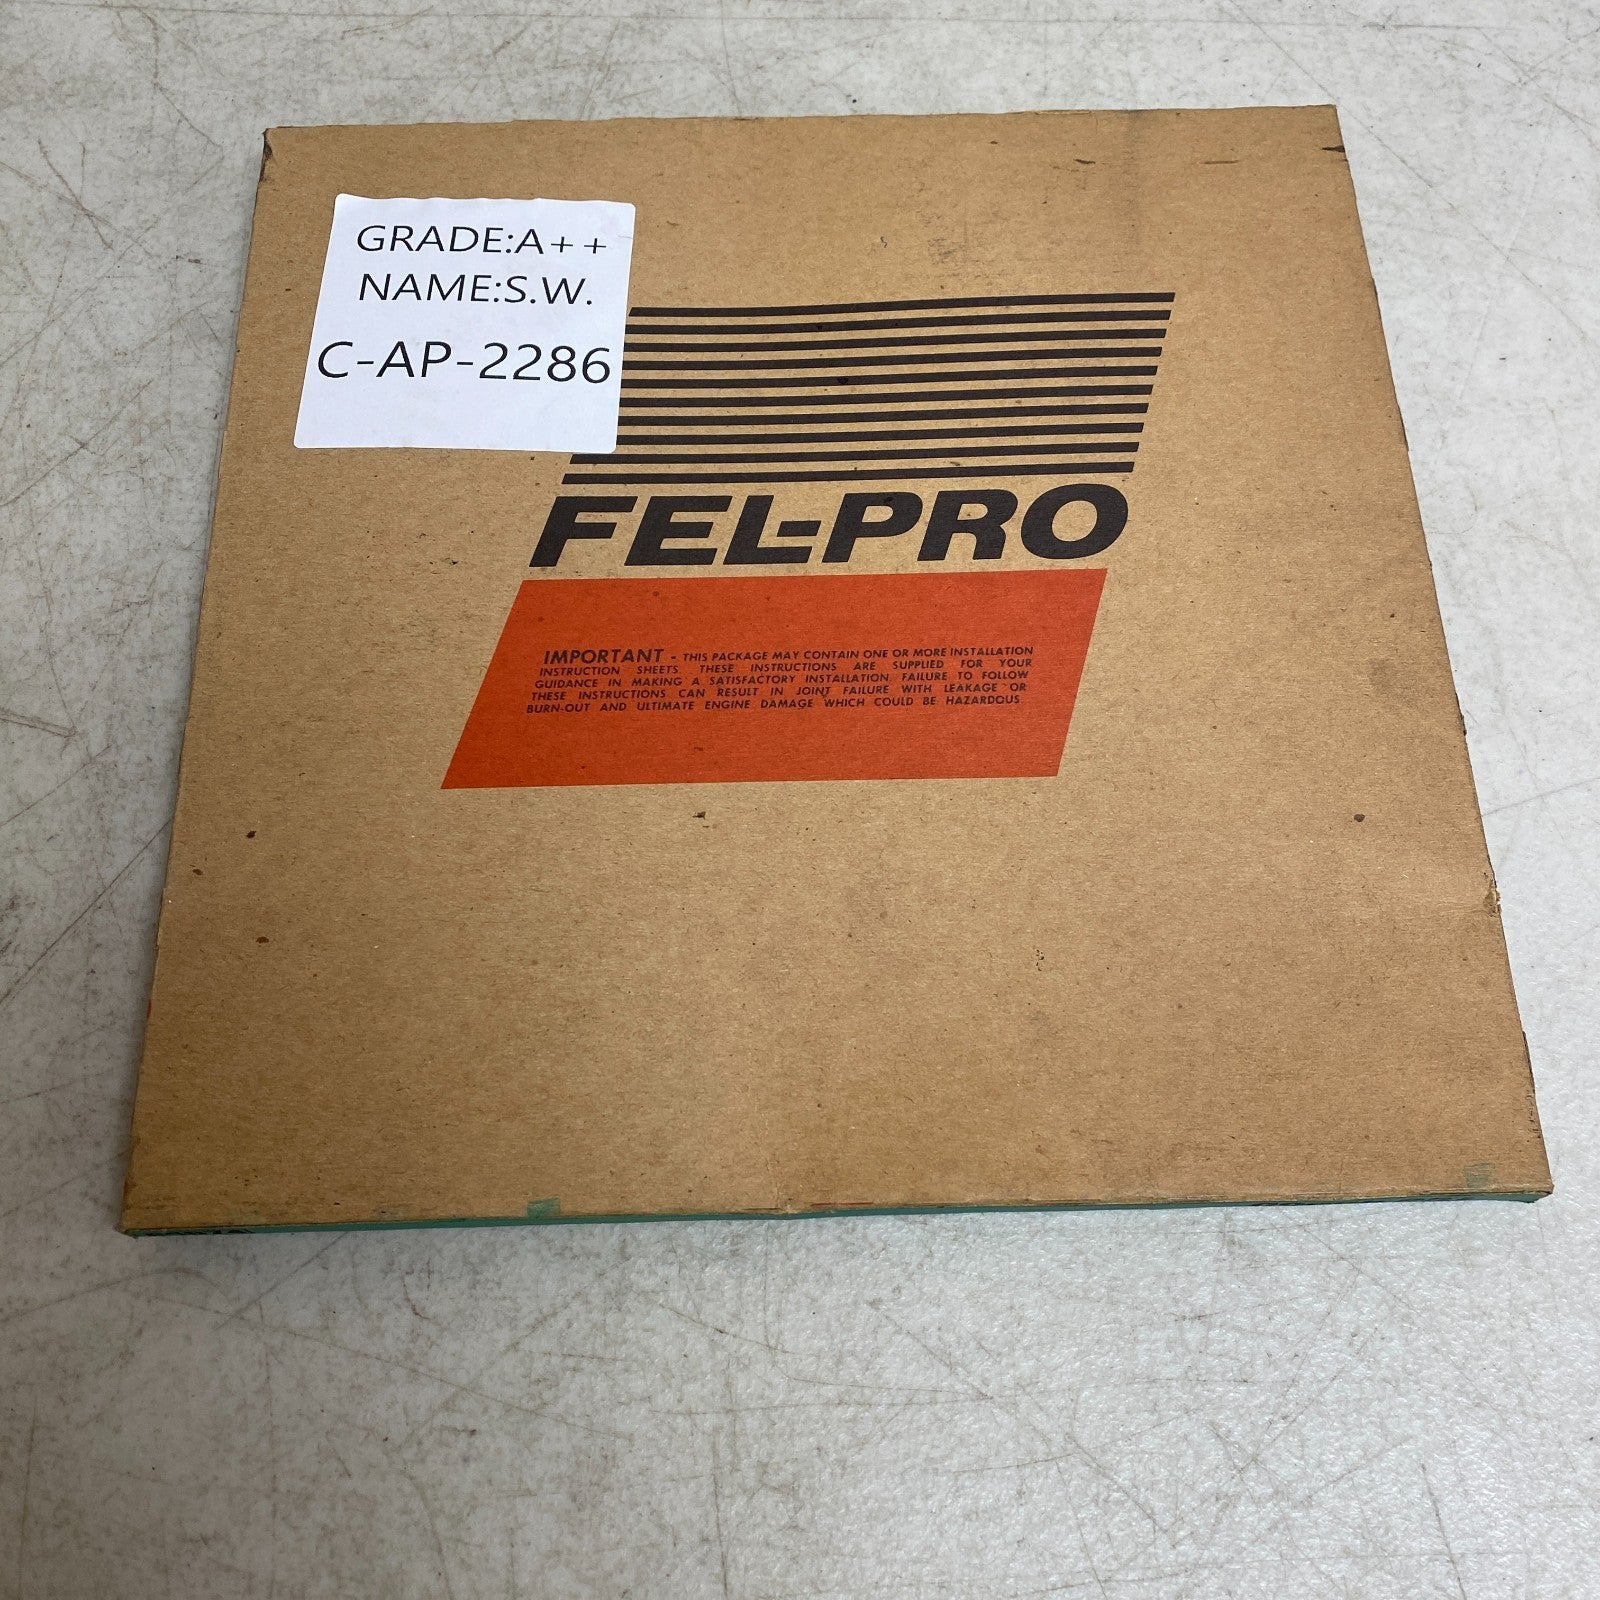 GRADE:A++
NAME:S.W.
C-AP-2286
FEL-PRO
IMPORTANT - THIS PACKAGE MAY CONTAIN ONE OR MORE INSTALLATION
INSTRUCTION SHEETS THESE INSTRUCTIONS ARE SUPPLIED FOR YOUR
GUIDANCE IN MAKING A SATISFACTORY INSTALLATION. FAILURE TO FOLLOW
THESE INSTRUCTIONS CAN RESULT IN JOINT FAILURE WITH LEAKAGE OR
BURN-OUT AND ULTIMATE ENGINE DAMAGE WHICH COULD BE HAZARDOUS.